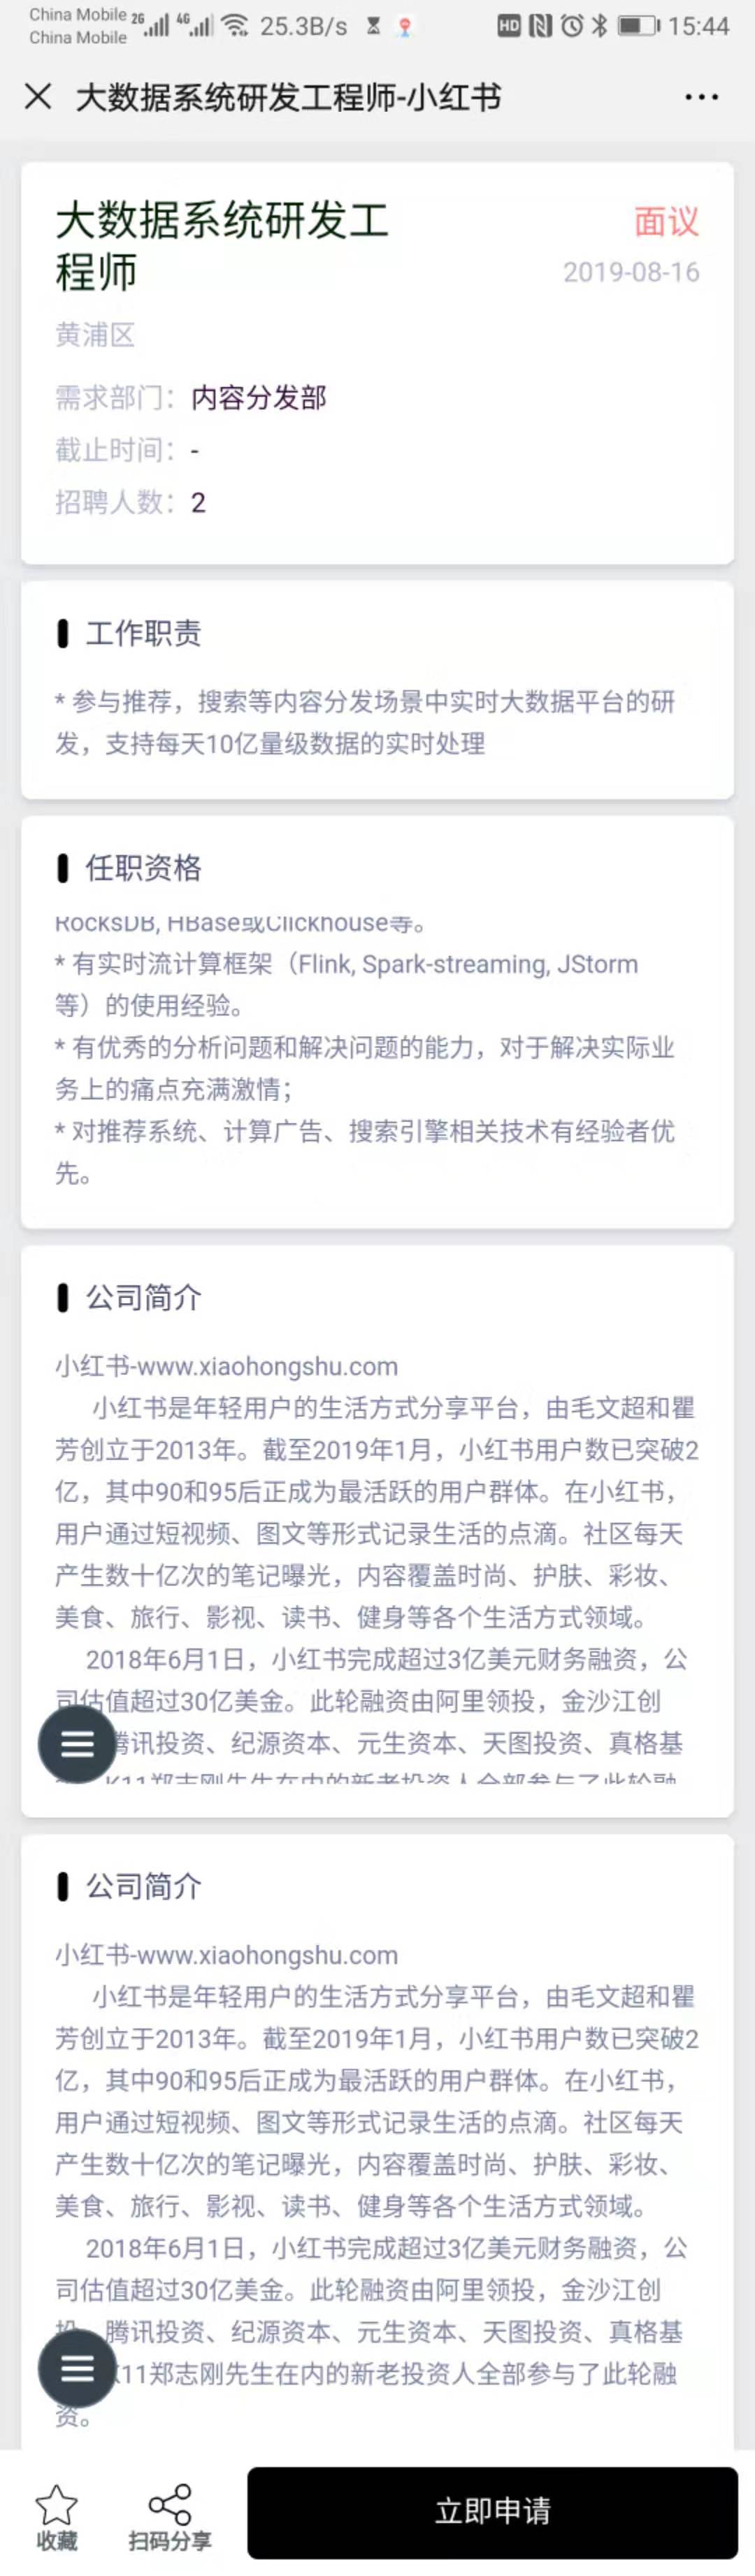 China Mobile 2G 4G 25.3B/s HD 15:44
China Mobile
大数据系统研发工程师-小红书
大数据系统研发工
程师
面议
2019-08-16
黄浦区
需求部门：内容分发部
截止时间：-
招聘人数：2
工作职责
* 参与推荐，搜索等内容分发场景中实时大数据平台的研
发，支持每天10亿量级数据的实时处理
任职资格
RocksDB, HBase或Clickhouse等。
* 有实时流计算框架（Flink, Spark-streaming, JStorm
等）的使用经验。
* 有优秀的分析问题和解决问题的能力，对于解决实际业
务上的痛点充满激情；
* 对推荐系统、计算广告、搜索引擎相关技术有经验者优
先。
公司简介
小红书-www.xiaohongshu.com
小红书是年轻用户的生活方式分享平台，由毛文超和瞿
芳创立于2013年。截至2019年1月，小红书用户数已突破2
亿，其中90和95后正成为最活跃的用户群体。在小红书，
用户通过短视频、图文等形式记录生活的点滴。社区每天
产生数十亿次的笔记曝光，内容覆盖时尚、护肤、彩妆、
美食、旅行、影视、读书、健身等各个生活方式领域。
2018年6月1日，小红书完成超过3亿美元财务融资，公
司估值超过30亿美金。此轮融资由阿里领投，金沙江创
腾讯投资、纪源资本、元生资本、天图投资、真格基
K11郑志刚先生在内的新老投资人全部参与了此轮融
公司简介
小红书-www.xiaohongshu.com
小红书是年轻用户的生活方式分享平台，由毛文超和瞿
芳创立于2013年。截至2019年1月，小红书用户数已突破2
亿，其中90和95后正成为最活跃的用户群体。在小红书，
用户通过短视频、图文等形式记录生活的点滴。社区每天
产生数十亿次的笔记曝光，内容覆盖时尚、护肤、彩妆、
美食、旅行、影视、读书、健身等各个生活方式领域。
2018年6月1日，小红书完成超过3亿美元财务融资，公
司估值超过30亿美金。此轮融资由阿里领投，金沙江创
投、腾讯投资、纪源资本、元生资本、天图投资、真格基
K11郑志刚先生在内的新老投资人全部参与了此轮融
资。
收藏
扫码分享
立即申请